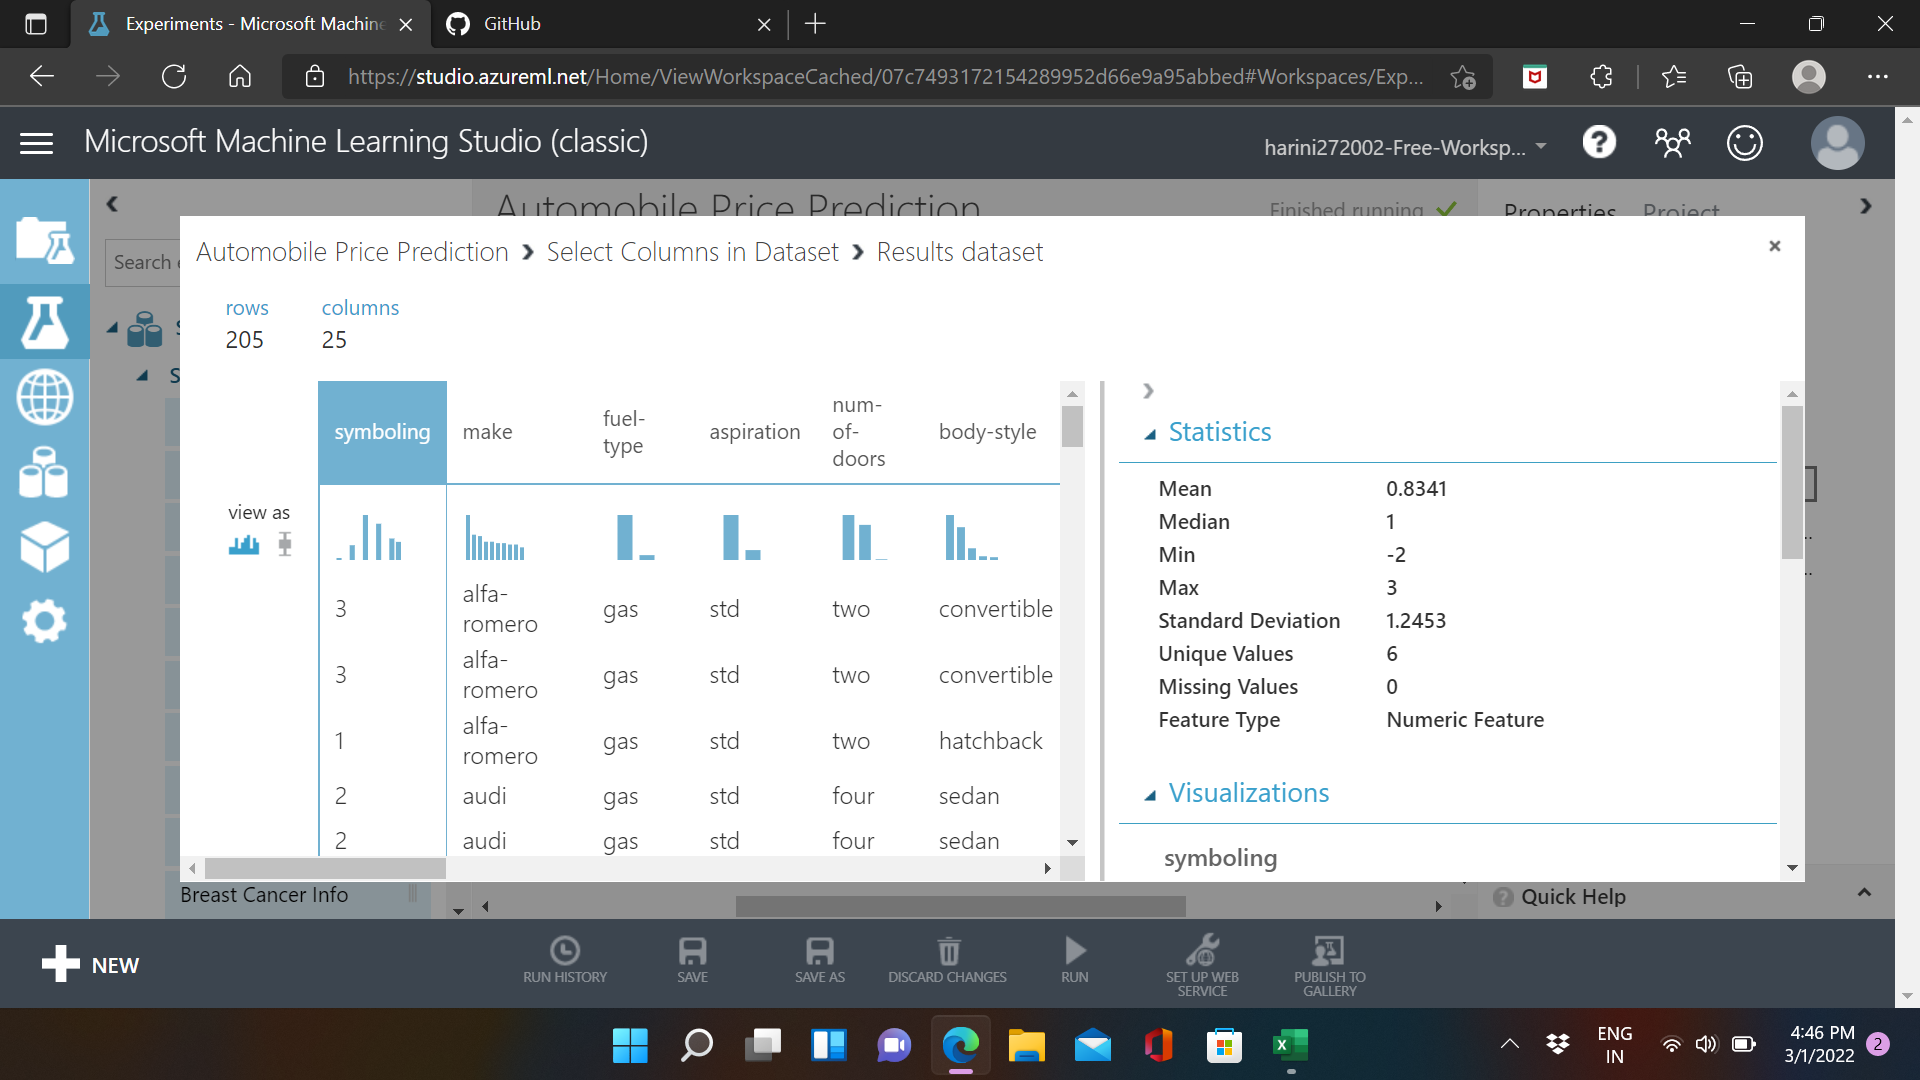 Experiments - Microsoft Machine
GitHub
https://studio.azureml.net/Home/ViewWorkspaceCached/07c7493172154289952d66e9a95abbed#Workspaces/Exp...
Microsoft Machine Learning Studio (classic)
harini272002-Free-Worksp...
Automobile Price Prediction
Finished running
Properties Project
Search
Automobile Price Prediction > Select Columns in Dataset > Results dataset
rows columns
205 25
symboling make fuel-type aspiration num-of-doors body-style
view as
3 alfa-romero gas std two convertible
3 alfa-romero gas std two convertible
1 alfa-romero gas std two hatchback
2 audi gas std four sedan
2 audi gas std four sedan
Statistics
Mean 0.8341
Median 1
Min -2
Max 3
Standard Deviation 1.2453
Unique Values 6
Missing Values 0
Feature Type Numeric Feature
Visualizations
symboling
Breast Cancer Info
Quick Help
NEW
RUN HISTORY
SAVE
SAVE AS
DISCARD CHANGES
RUN
SET UP WEB SERVICE
PUBLISH TO GALLERY
ENG
IN
4:46 PM
3/1/2022
2